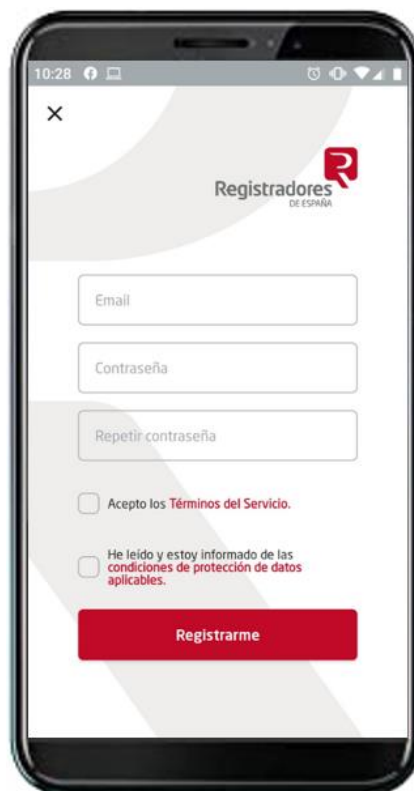 10:28
Registradores
DE ESPAÑA
Email
Contraseña
Repetir contraseña
Acepto los Términos del Servicio.
He leído y estoy informado de las
condiciones de protección de datos
aplicables.
Registrarme